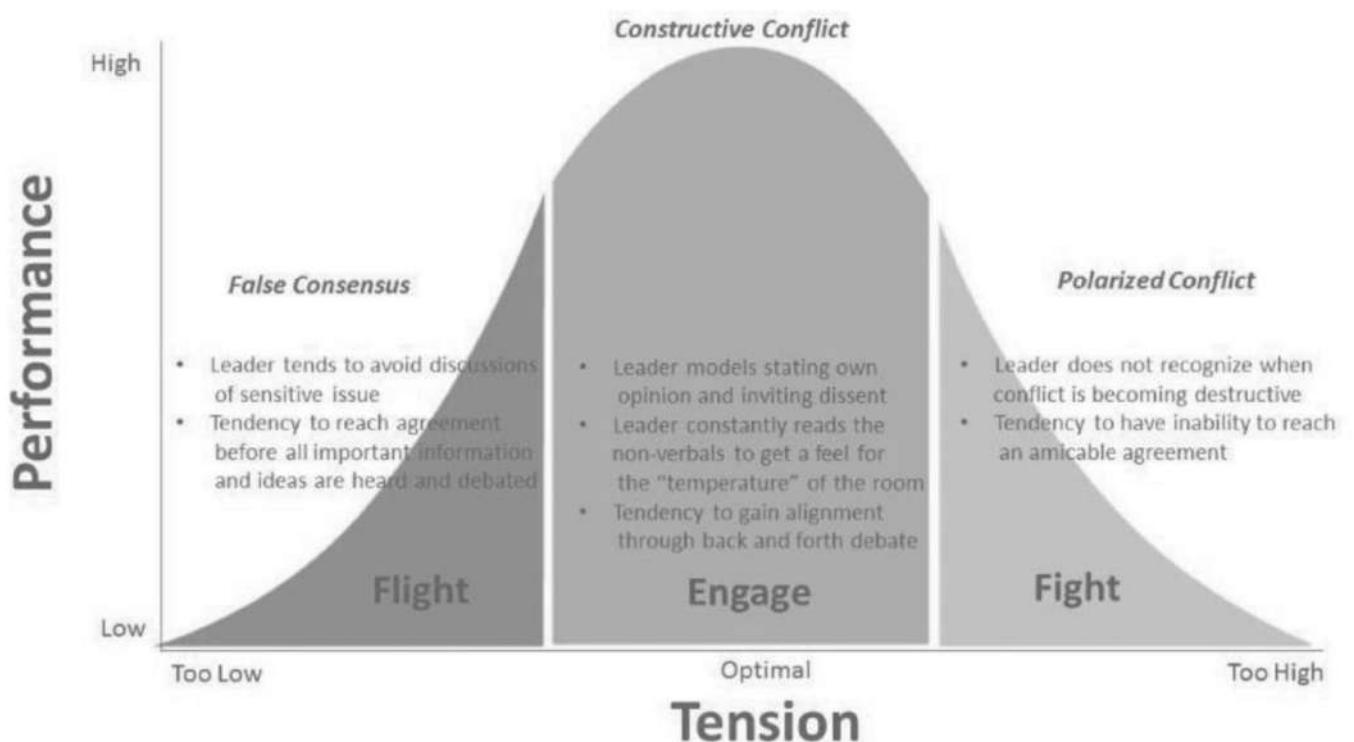 Constructive Conflict
High
Performance
False Consensus
• Leader tends to avoid discussions
of sensitive issue
• Tendency to reach agreement
before all important information
and ideas are heard and debated
Flight
• Leader models stating own
opinion and inviting dissent
• Leader constantly reads the
non-verbals to get a feel for
the “temperature” of the room
• Tendency to gain alignment
through back and forth debate
Engage
Polarized Conflict
• Leader does not recognize when
conflict is becoming destructive
• Tendency to have inability to reach
an amicable agreement
Fight
Low
Too Low
Optimal
Too High
Tension